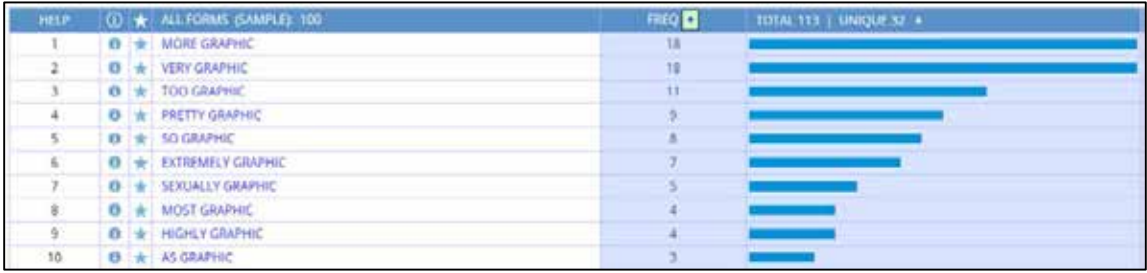 HELP ALL FORMS (SAMPLE): 100 FREQ TOTAL 113 | UNIQUE 32 +
1 MORE GRAPHIC 18
2 VERY GRAPHIC 18
3 TOO GRAPHIC 11
4 PRETTY GRAPHIC 9
5 SO GRAPHIC 8
6 EXTREMELY GRAPHIC 7
7 SEXUALLY GRAPHIC 5
8 MOST GRAPHIC 4
9 HIGHLY GRAPHIC 4
10 AS GRAPHIC 3